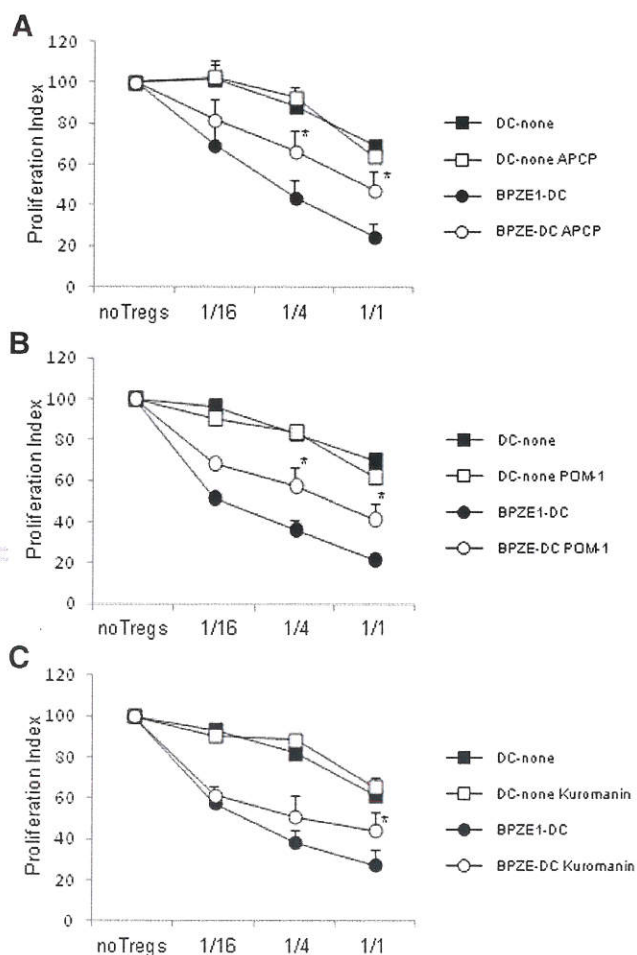 A
Proliferation Index
120
100
80
60
40
20
0
noTregs 1/16 1/4 1/1
*
*
DC-none
DC-none APCP
BPZE1-DC
BPZE-DC APCP
B
Proliferation Index
120
100
80
60
40
20
0
noTregs 1/16 1/4 1/1
*
*
DC-none
DC-none POM-1
BPZE1-DC
BPZE-DC POM-1
C
Proliferation Index
120
100
80
60
40
20
0
noTregs 1/16 1/4 1/1
*
DC-none
DC-none Kuromanin
BPZE1-DC
BPZE-DC Kuromanin